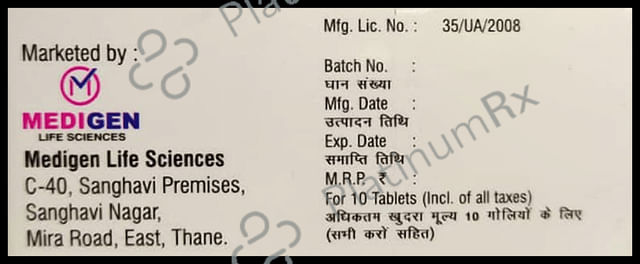 Marketed by :
MEDIGEN
LIFE SCIENCES
Medigen Life Sciences
C-40, Sanghavi Premises,
Sanghavi Nagar,
Mira Road, East, Thane.
Mfg. Lic. No. : 35/UA/2008
Batch No. :
घान संख्या
Mfg. Date :
उत्पादन तिथि
Exp. Date :
समाप्ति तिथि
M.R.P. ₹ :
For 10 Tablets (Incl. of all taxes)
अधिकतम खुदरा मूल्य 10 गोलियों के लिए
(सभी करों सहित)
PlatinumRx